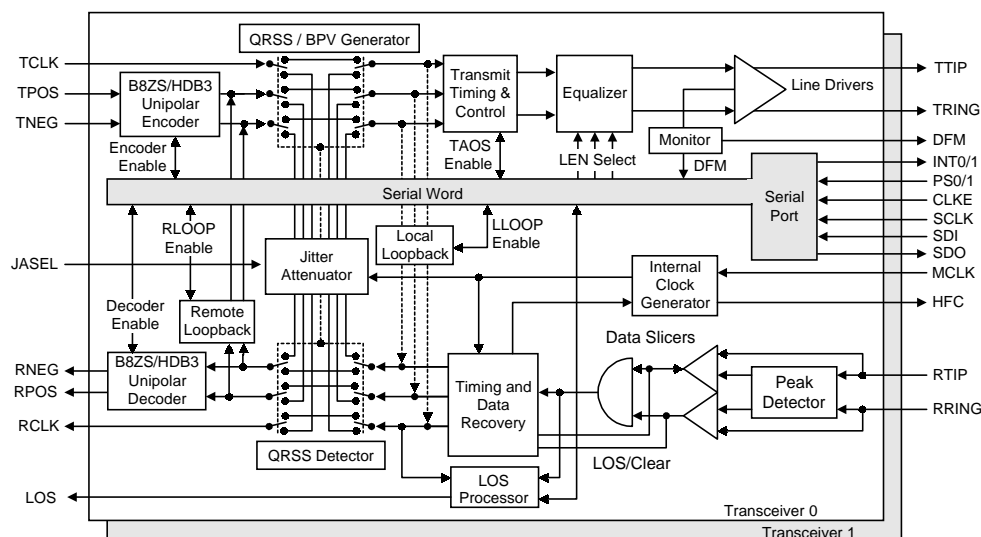 QRSS / BPV Generator
TCLK
TPOS
TNEG
B8ZS/HDB3
Unipolar
Encoder
Encoder
Enable
Transmit
Timing &
Control
TAOS
Enable
Equalizer
LEN Select
Line Drivers
Monitor
DFM
TTIP
TRING
DFM
INT0/1
PS0/1
CLKE
SCLK
SDI
SDO
Serial
Port
Serial Word
RLOOP
Enable
Local
Loopback
LLOOP
Enable
JASEL
Jitter
Attenuator
Internal
Clock
Generator
MCLK
HFC
Decoder
Enable
Remote
Loopback
Data Slicers
RNEG
RPOS
RCLK
B8ZS/HDB3
Unipolar
Decoder
Timing and
Data
Recovery
Peak
Detector
RTIP
RRING
QRSS Detector
LOS/Clear
LOS
LOS
Processor
Transceiver 0
Transceiver 1